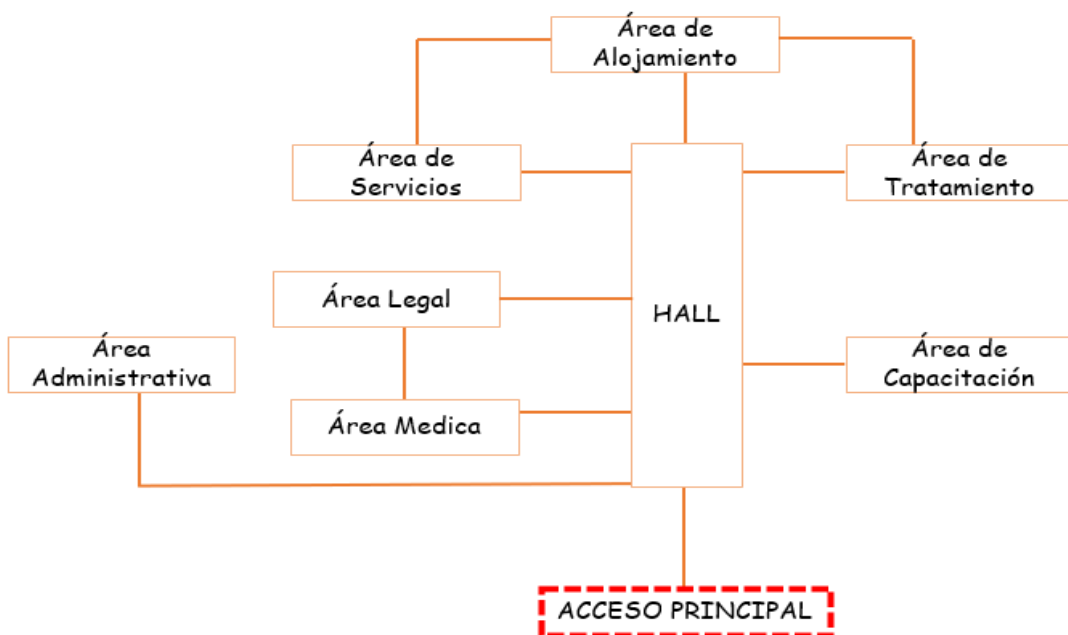 Área de
Alojamiento
Área de
Servicios
Área de
Tratamiento
Área Legal
HALL
Área
Administrativa
Área de
Capacitación
Área Medica
ACCESO PRINCIPAL